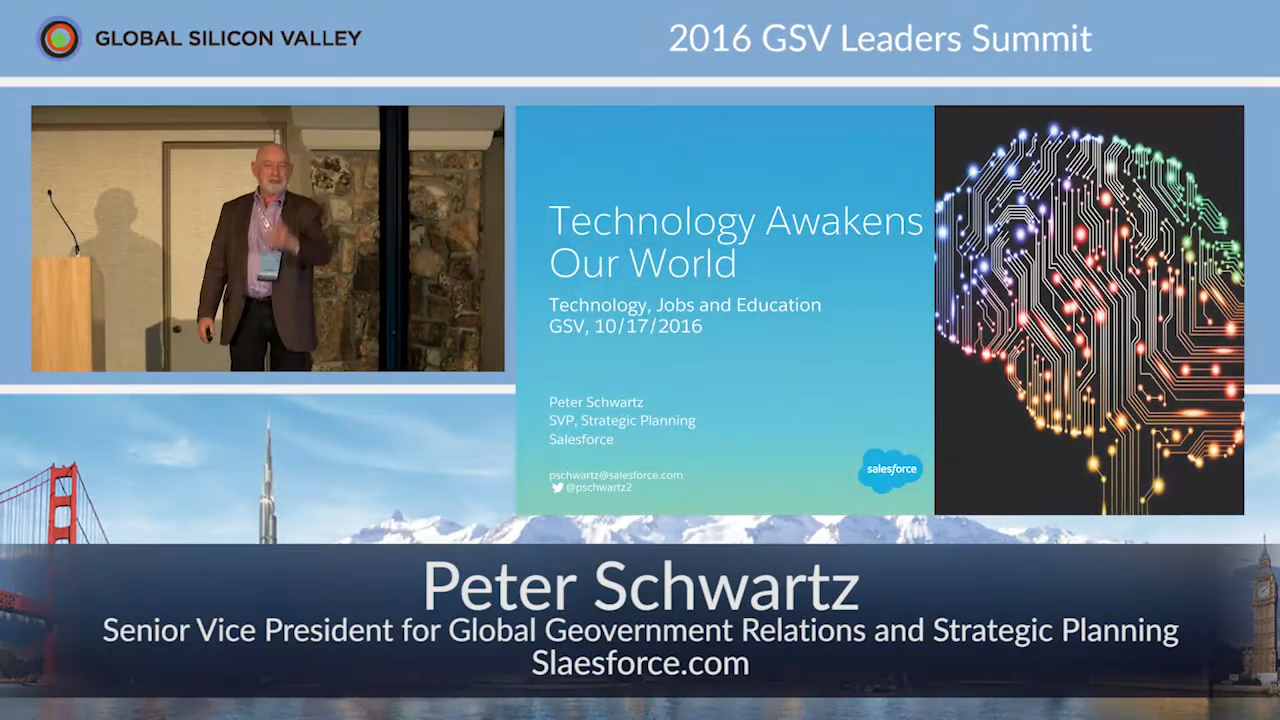 GLOBAL SILICON VALLEY
2016 GSV Leaders Summit
Technology Awakens
Our World
Technology, Jobs and Education
GSV, 10/17/2016
Peter Schwartz
SVP, Strategic Planning
Salesforce
pschwartz@salesforce.com
@pschwartz2
salesforce
Peter Schwartz
Senior Vice President for Global Geovernment Relations and Strategic Planning
Slaesforce.com